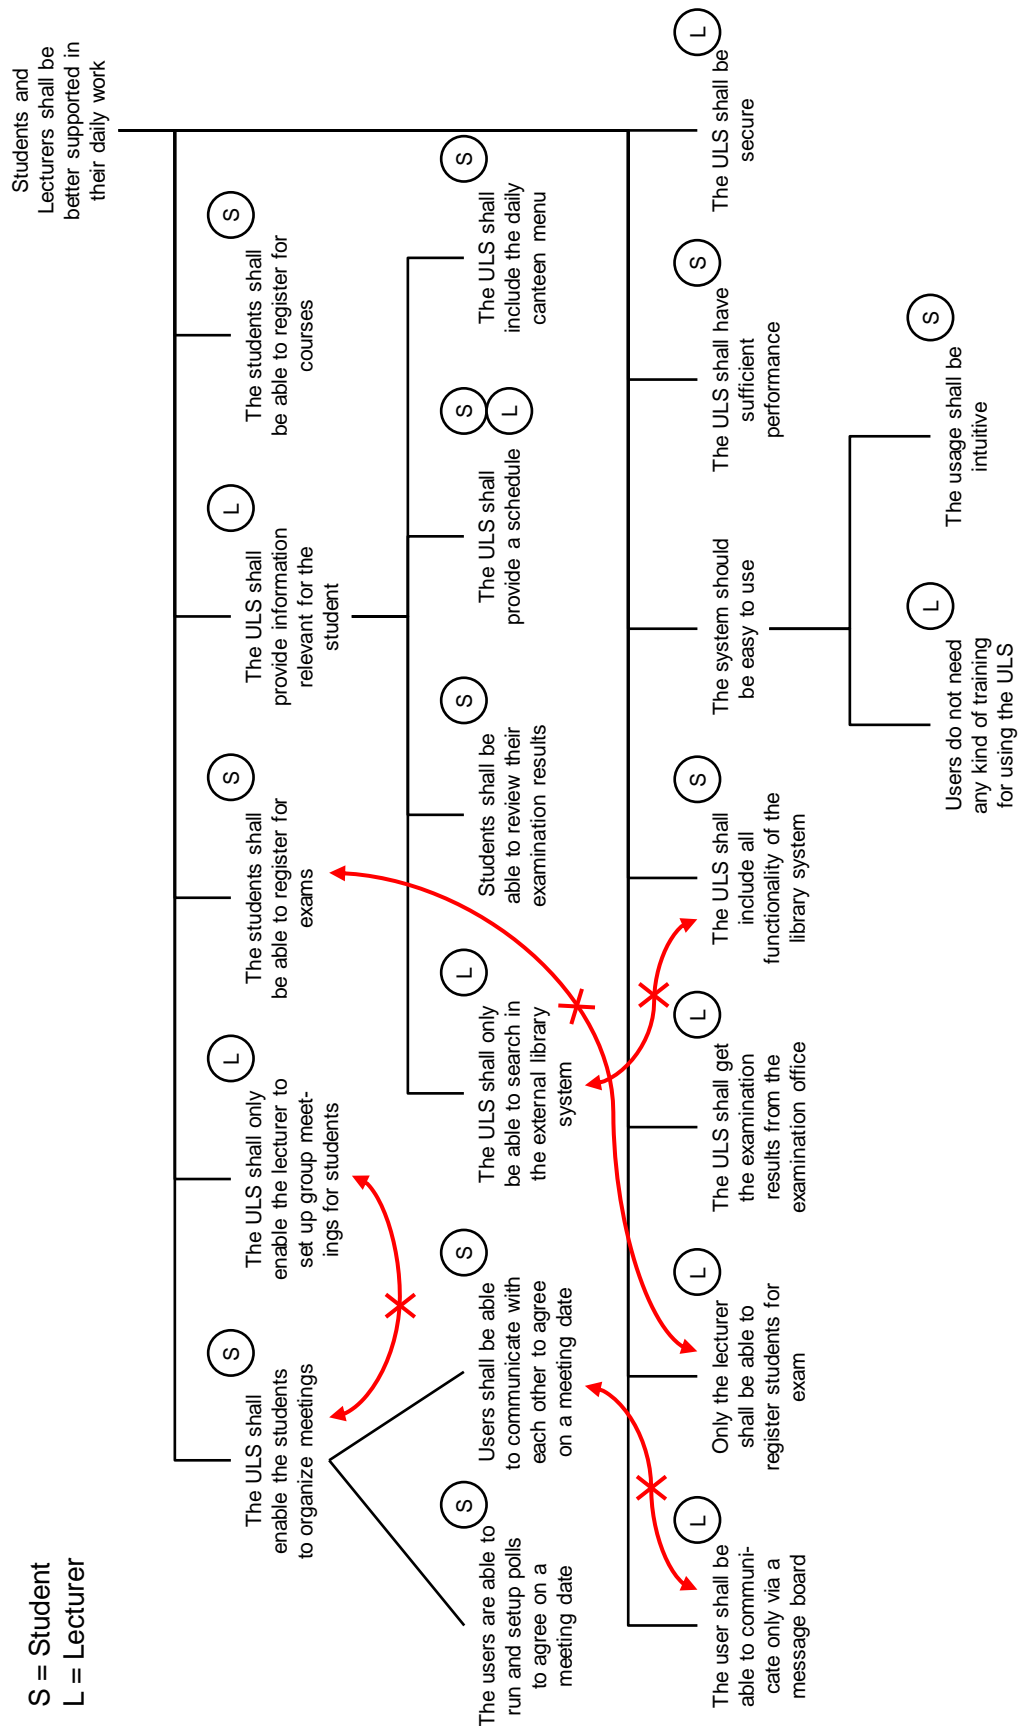 S = Student
L = Lecturer
Students and
Lecturers shall be
better supported in
their daily work
The ULS shall
enable the students
to organize meetings
S
The ULS shall only
enable the lecturer to
set up group meet-
ings for students
L
The students shall
be able to register for
exams
S
The ULS shall
provide information
relevant for the
student
L
The students shall
be able to register for
courses
S
The users are able to
run and setup polls
to agree on a
meeting date
S
Users shall be able
to communicate with
each other to agree
on a meeting date
S
The ULS shall only
be able to search in
the external library
system
L
Students shall be
able to review their
examination results
S
The ULS shall
provide a schedule
S
L
The ULS shall
include the daily
canteen menu
S
The user shall be
able to communi-
cate only via a
message board
L
Only the lecturer
shall be able to
register students for
exam
L
The ULS shall get
the examination
results from the
examination office
L
The ULS shall
include all
functionality of the
library system
S
The system should
be easy to use
The ULS shall have
sufficient
performance
S
The ULS shall be
secure
L
Users do not need
any kind of training
for using the ULS
L
The usage shall be
intuitive
S